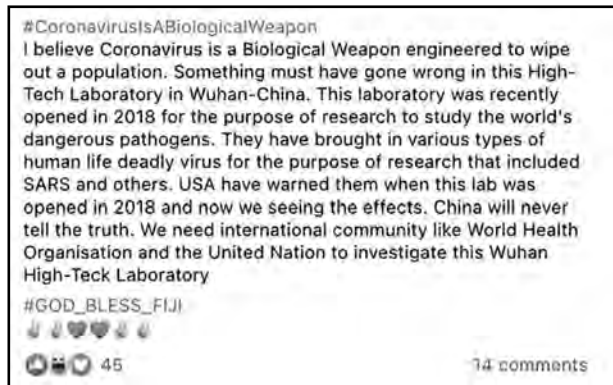 #CoronavirusIsABiologicalWeapon
I believe Coronavirus is a Biological Weapon engineered to wipe
out a population. Something must have gone wrong in this High-
Tech Laboratory in Wuhan-China. This laboratory was recently
opened in 2018 for the purpose of research to study the world's
dangerous pathogens. They have brought in various types of
human life deadly virus for the purpose of research that included
SARS and others. USA have warned them when this lab was
opened in 2018 and now we seeing the effects. China will never
tell the truth. We need international community like World Health
Organisation and the United Nation to investigate this Wuhan
High-Teck Laboratory
#GOD_BLESS_FIJI
45 14 comments